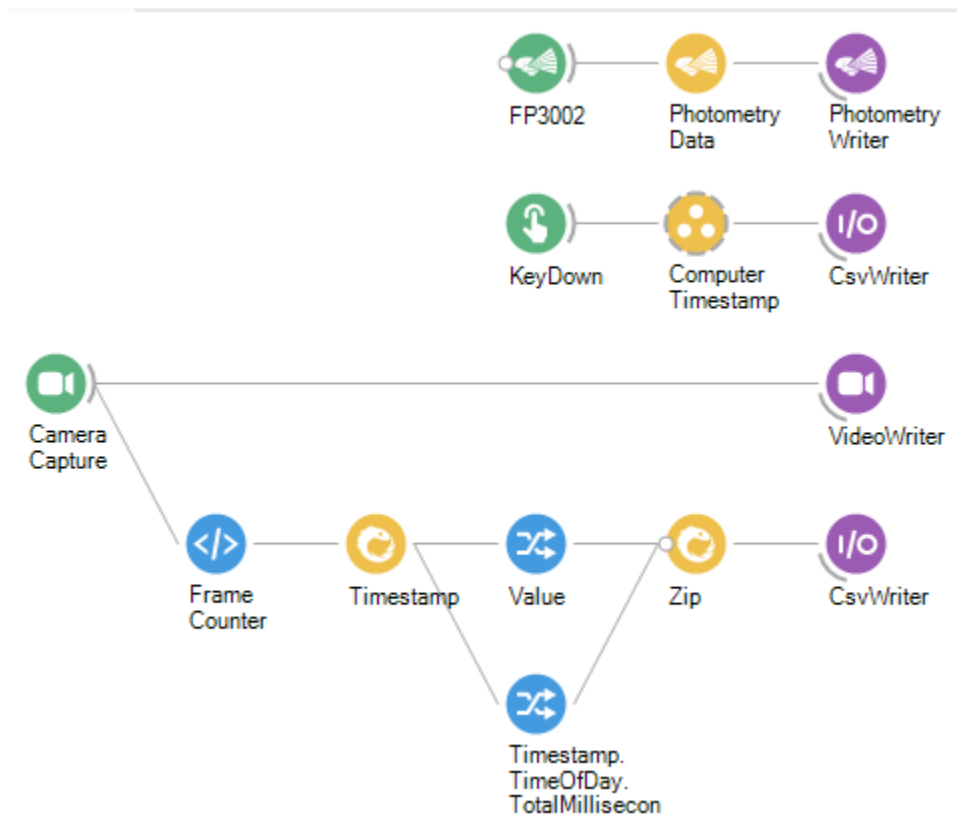 FP3002
Photometry
Data
Photometry
Writer
KeyDown
Computer
Timestamp
I/O
CsvWriter
Camera
Capture
VideoWriter
</>
Frame
Counter
Timestamp
Value
Zip
I/O
CsvWriter
Timestamp.
TimeOfDay.
TotalMillisecon